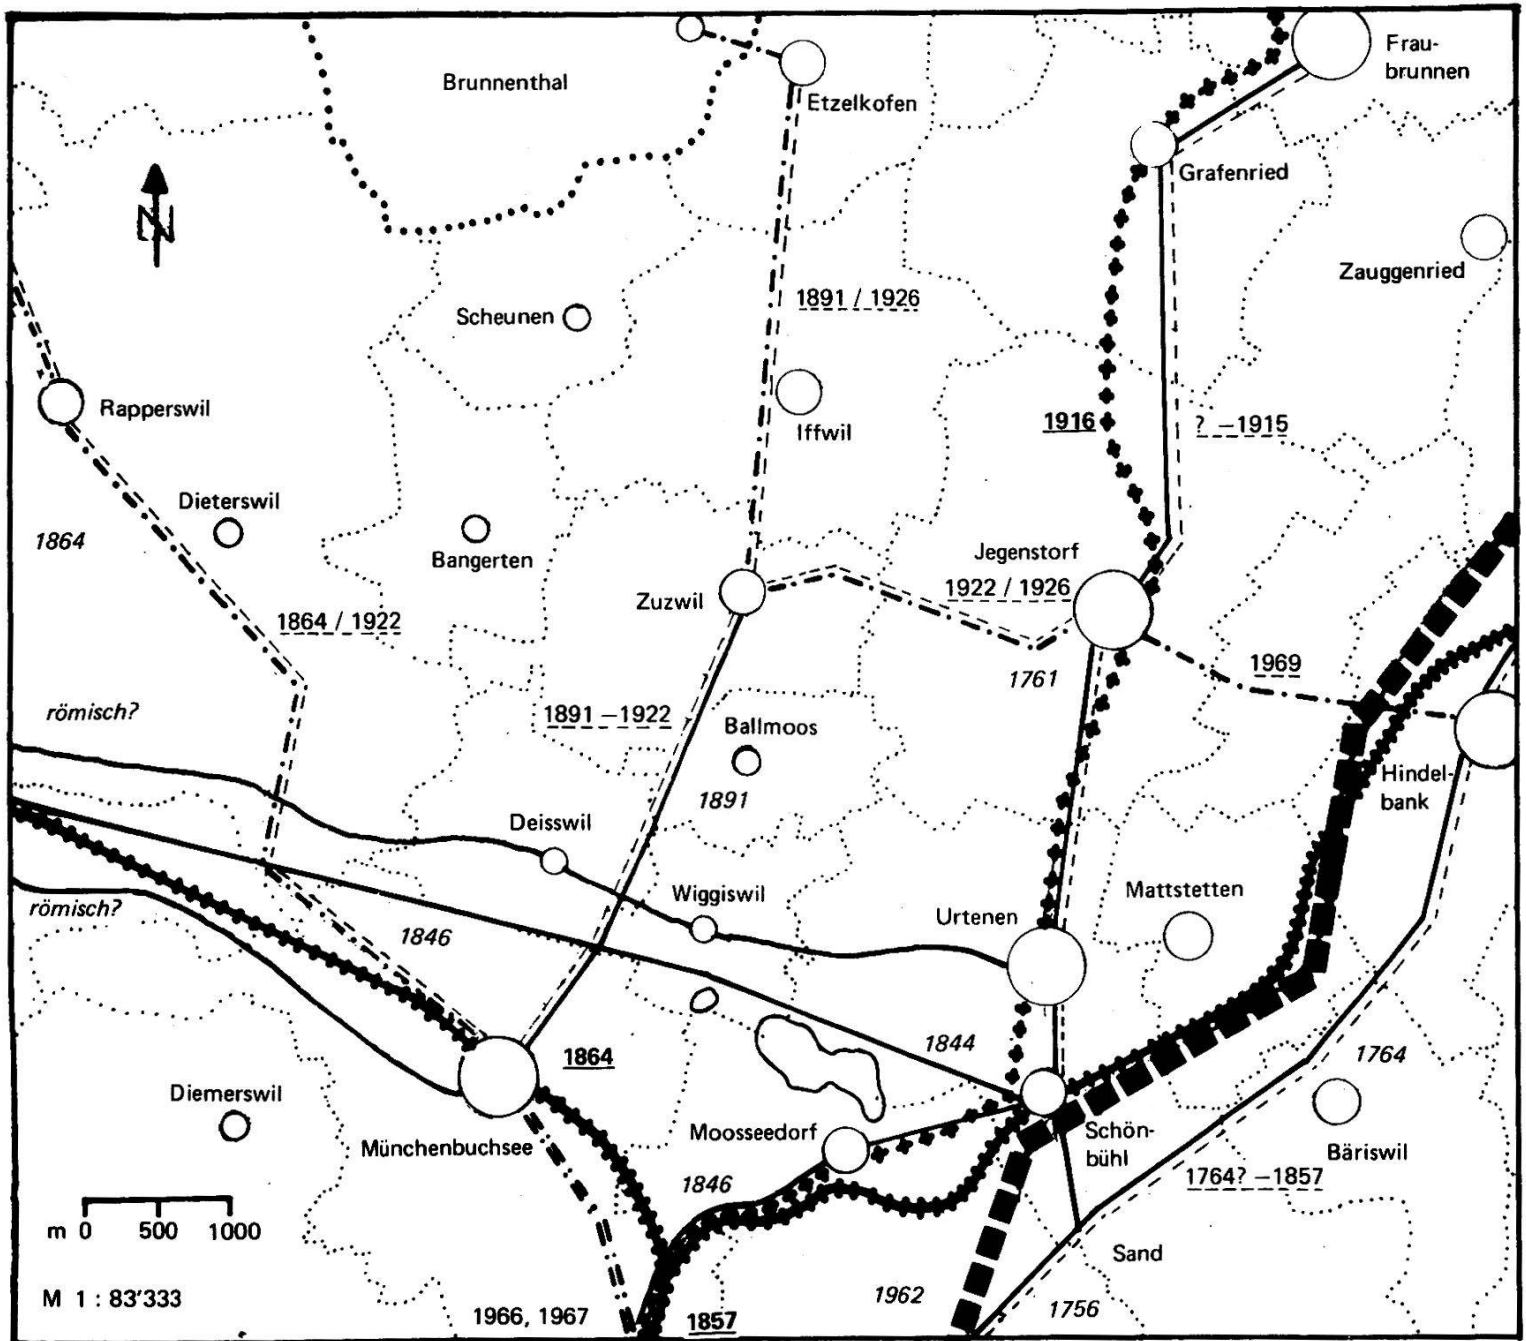 Brunnenthal
Etzelkofen
Frau-
brunnen
Grafenried
N
Zauggenried
1891 / 1926
Scheunen
Rapperswil
Iffwil
1916
? – 1915
Dieterswil
1864
Bangerten
Jegenstorf
1922 / 1926
Zuzwil
1864 / 1922
1761
1969
römisch?
1891 – 1922
Ballmoos
1891
Hindel-
bank
Deisswil
Wiggiswil
Mattstetten
Urtenen
römisch?
1846
1844
1764
1864
Diemerswil
Münchenbuchsee
Moosseedorf
Schön-
bühl
Bäriswil
1846
1764? – 1857
m 0 500 1000
Sand
M 1 : 83'333
1966, 1967
1857
1962
1756